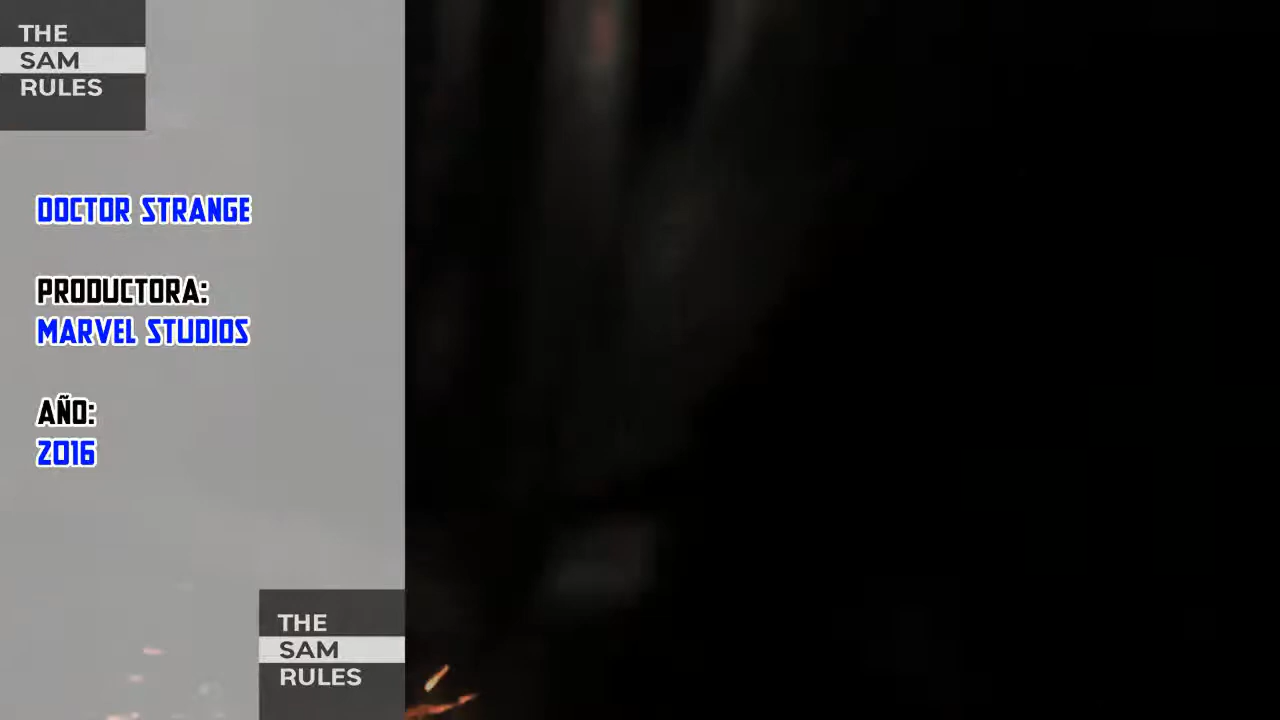 THE
SAM
RULES
DOCTOR STRANGE
PRODUCTORA:
MARVEL STUDIOS
AÑO:
2016
THE
SAM
RULES